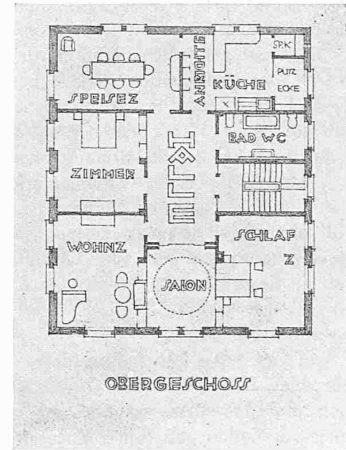 SPK
PUTZ
ECKE
ANRICHTE
KÜCHE
SPEISEZ
BAD WC
HALLE
ZIMMER
WOHNZ
SCHLAF
Z
SALON
OBERGESCHOSS